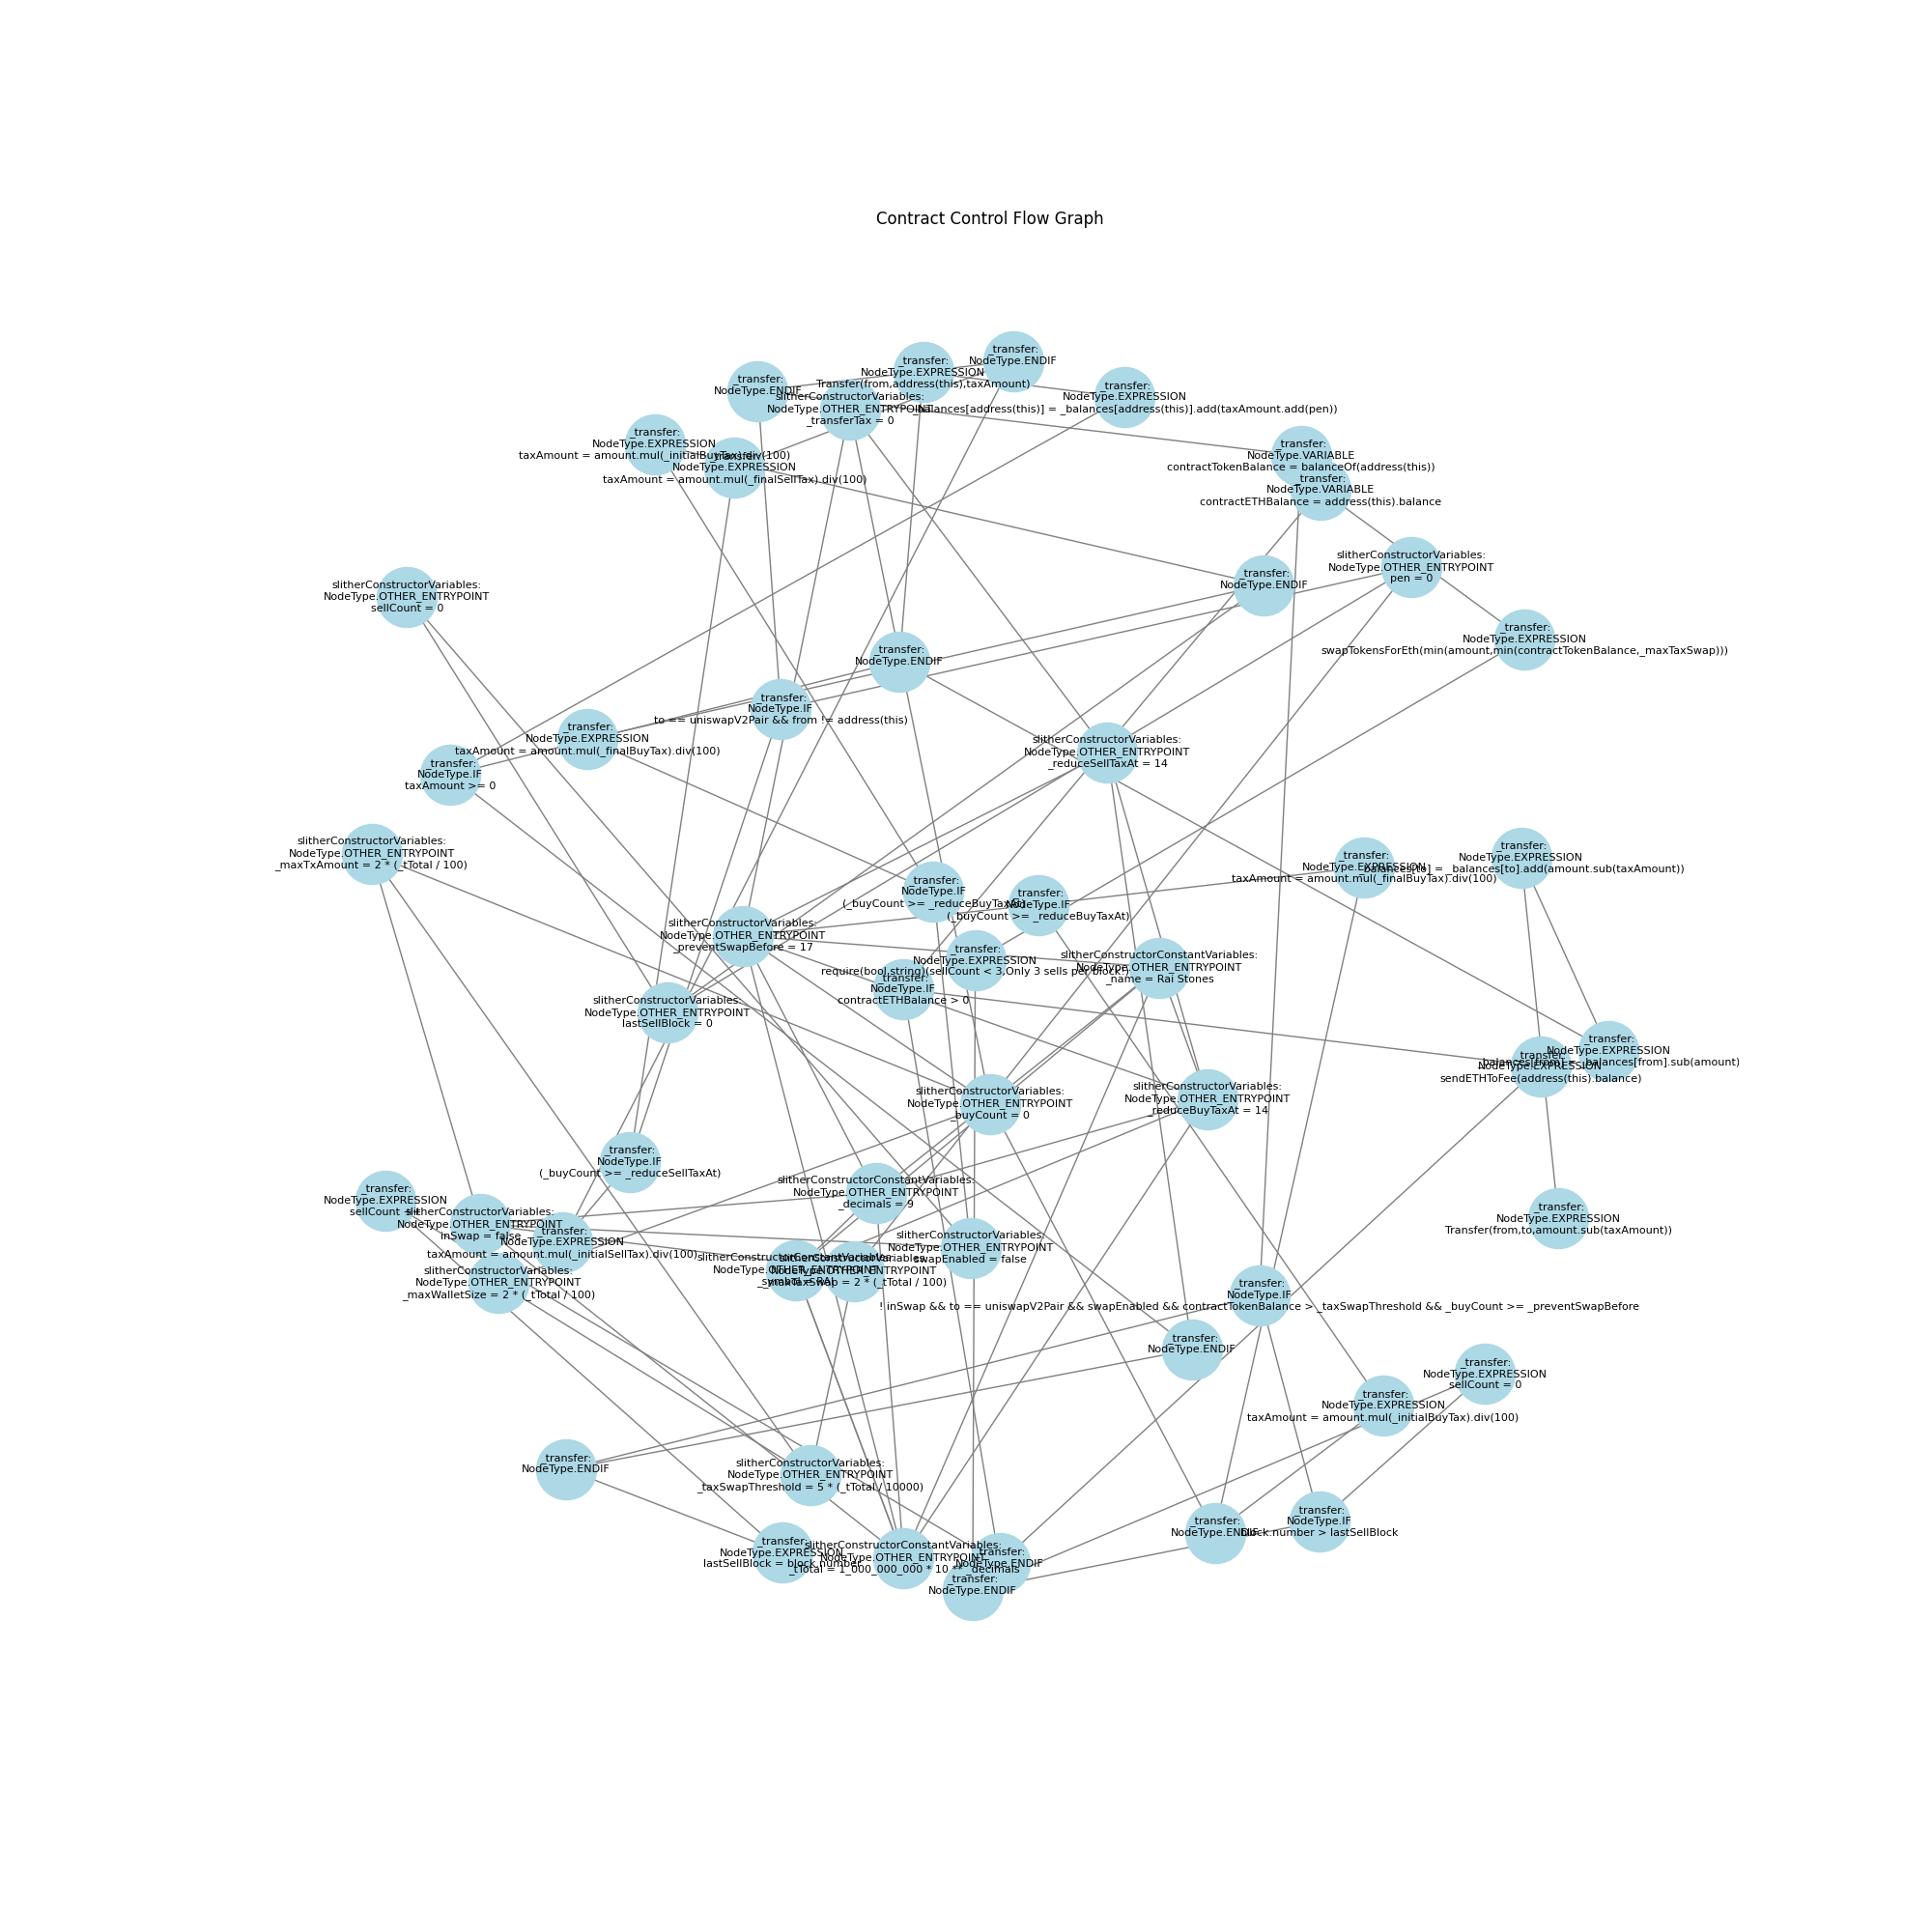 Contract Control Flow Graph
_transfer:
NodeType.ENDIF
_transfer:
NodeType.EXPRESSION
Transfer(from,address(this),taxAmount)
_transfer:
NodeType.ENDIF
slitherConstructorVariables:
NodeType.OTHER_ENTRYPOINT
_transferTax = 0
_transfer:
NodeType.EXPRESSION
_balances[address(this)] = _balances[address(this)].add(taxAmount.add(pen))
_transfer:
NodeType.EXPRESSION
taxAmount = amount.mul(_initialBuyTax).div(100)
_transfer:
NodeType.EXPRESSION
taxAmount = amount.mul(_finalSellTax).div(100)
_transfer:
NodeType.VARIABLE
contractTokenBalance = balanceOf(address(this))
_transfer:
NodeType.VARIABLE
contractETHBalance = address(this).balance
slitherConstructorVariables:
NodeType.OTHER_ENTRYPOINT
pen = 0
slitherConstructorVariables:
NodeType.OTHER_ENTRYPOINT
sellCount = 0
_transfer:
NodeType.ENDIF
_transfer:
NodeType.EXPRESSION
swapTokensForEth(min(amount,min(contractTokenBalance,_maxTaxSwap)))
_transfer:
NodeType.ENDIF
_transfer:
NodeType.IF
to == uniswapV2Pair && from != address(this)
_transfer:
NodeType.EXPRESSION
taxAmount = amount.mul(_finalBuyTax).div(100)
_transfer:
NodeType.IF
taxAmount >= 0
slitherConstructorVariables:
NodeType.OTHER_ENTRYPOINT
_reduceSellTaxAt = 14
slitherConstructorVariables:
NodeType.OTHER_ENTRYPOINT
_maxTxAmount = 2 * (_tTotal / 100)
_transfer:
NodeType.EXPRESSION
taxAmount = amount.mul(_finalBuyTax).div(100)
_transfer:
NodeType.EXPRESSION
_balances[to] = _balances[to].add(amount.sub(taxAmount))
_transfer:
NodeType.IF
(_buyCount >= _reduceBuyTaxAt)
_transfer:
NodeType.IF
(_buyCount >= _reduceBuyTaxAt)
slitherConstructorVariables:
NodeType.OTHER_ENTRYPOINT
_preventSwapBefore = 17
_transfer:
NodeType.EXPRESSION
require(bool,string)(sellCount < 3,Only 3 sells per block!)
slitherConstructorConstantVariables:
NodeType.OTHER_ENTRYPOINT
_name = Rai Stones
_transfer:
NodeType.IF
contractETHBalance > 0
slitherConstructorVariables:
NodeType.OTHER_ENTRYPOINT
lastSellBlock = 0
_transfer:
NodeType.EXPRESSION
_balances[from] = _balances[from].sub(amount)
_transfer:
NodeType.EXPRESSION
sendETHToFee(address(this).balance)
slitherConstructorVariables:
NodeType.OTHER_ENTRYPOINT
_buyCount = 0
slitherConstructorVariables:
NodeType.OTHER_ENTRYPOINT
_reduceBuyTaxAt = 14
_transfer:
NodeType.IF
(_buyCount >= _reduceSellTaxAt)
_transfer:
NodeType.EXPRESSION
sellCount ++
slitherConstructorVariables:
NodeType.OTHER_ENTRYPOINT
inSwap = false
_transfer:
NodeType.EXPRESSION
taxAmount = amount.mul(_initialSellTax).div(100)
slitherConstructorConstantVariables:
NodeType.OTHER_ENTRYPOINT
_decimals = 9
_transfer:
NodeType.EXPRESSION
Transfer(from,to,amount.sub(taxAmount))
slitherConstructorVariables:
NodeType.OTHER_ENTRYPOINT
swapEnabled = false
slitherConstructorConstantVariables:
NodeType.OTHER_ENTRYPOINT
_symbol = RAI
slitherConstructorVariables:
NodeType.OTHER_ENTRYPOINT
_maxTaxSwap = 2 * (_tTotal / 100)
slitherConstructorVariables:
NodeType.OTHER_ENTRYPOINT
_maxWalletSize = 2 * (_tTotal / 100)
_transfer:
NodeType.IF
! inSwap && to == uniswapV2Pair && swapEnabled && contractTokenBalance > _taxSwapThreshold && _buyCount >= _preventSwapBefore
_transfer:
NodeType.ENDIF
_transfer:
NodeType.EXPRESSION
sellCount = 0
_transfer:
NodeType.EXPRESSION
taxAmount = amount.mul(_initialBuyTax).div(100)
_transfer:
NodeType.ENDIF
slitherConstructorVariables:
NodeType.OTHER_ENTRYPOINT
_taxSwapThreshold = 5 * (_tTotal / 10000)
_transfer:
NodeType.ENDIF
_transfer:
NodeType.IF
block.number > lastSellBlock
_transfer:
NodeType.EXPRESSION
lastSellBlock = block.number
slitherConstructorConstantVariables:
NodeType.OTHER_ENTRYPOINT
_tTotal = 1_000_000_000 * 10 ** _decimals
_transfer:
NodeType.ENDIF
_transfer:
NodeType.ENDIF